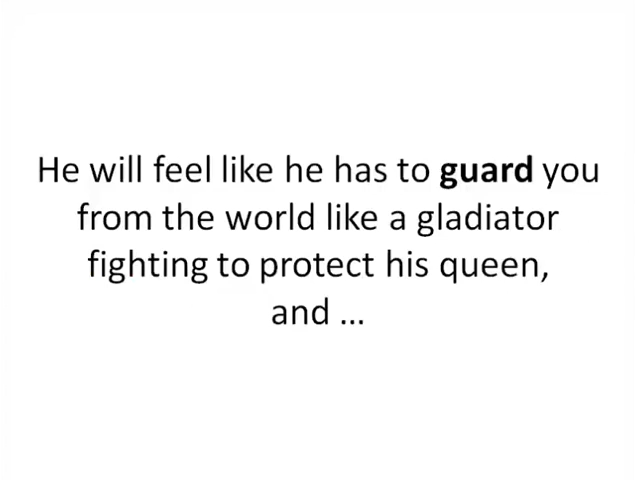 He will feel like he has to guard you
from the world like a gladiator
fighting to protect his queen,
and ...